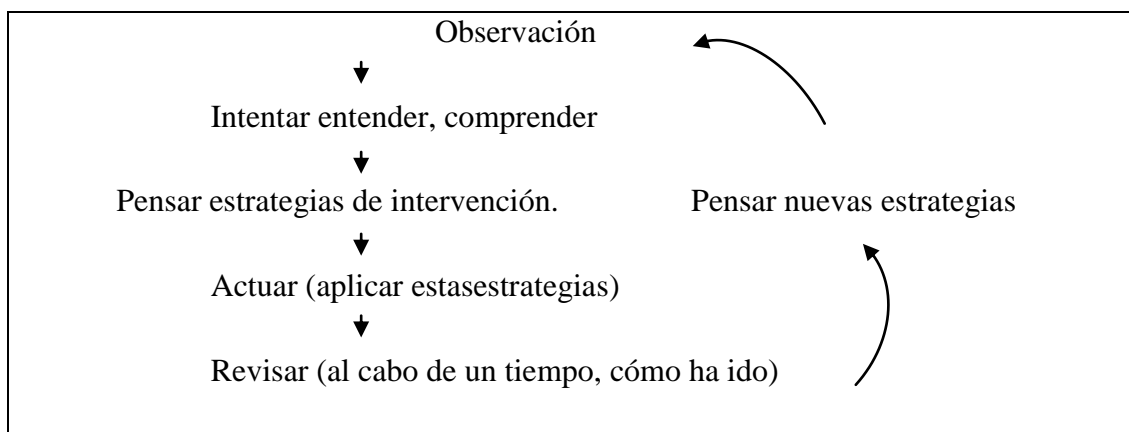 Observación
Intentar entender, comprender
Pensar estrategias de intervención.
Pensar nuevas estrategias
Actuar (aplicar estasestrategias)
Revisar (al cabo de un tiempo, cómo ha ido)